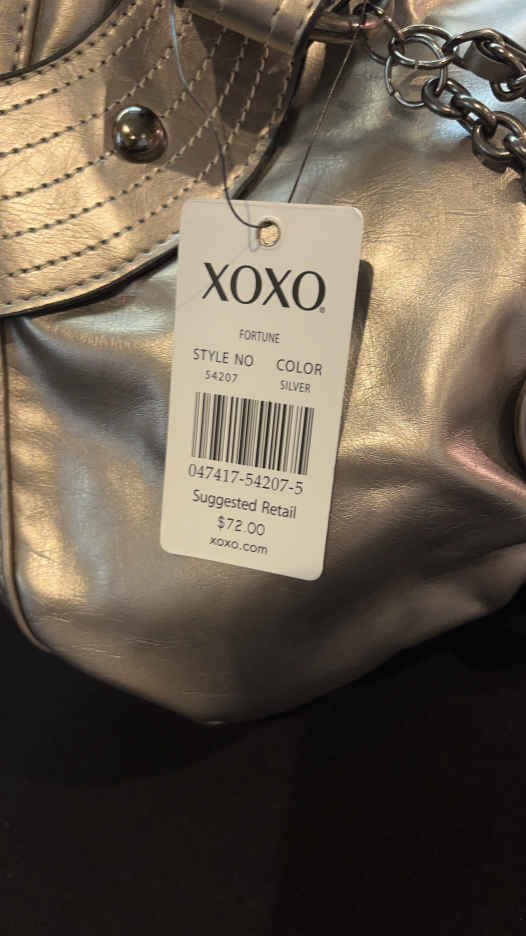 XOXO®
FORTUNE
STYLE NO COLOR
54207 SILVER
047417-54207-5
Suggested Retail
$72.00
xoxo.com